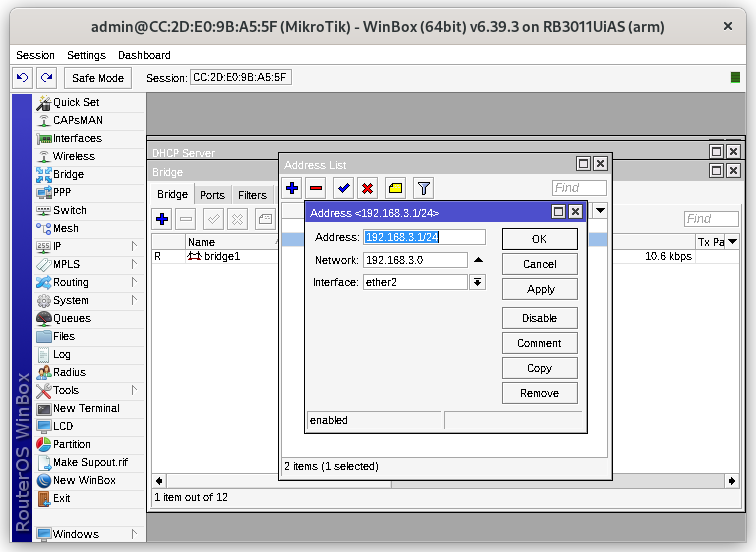 admin@CC:2D:E0:9B:A5:5F (MikroTik) - WinBox (64bit) v6.39.3 on RB3011UiAS (arm)
Session Settings Dashboard
Safe Mode Session: CC:2D:E0:9B:A5:5F
RouterOS WinBox
Quick Set
CAPsMAN
Interfaces
Wireless
Bridge
PPP
Switch
Mesh
IP
MPLS
Routing
System
Queues
Files
Log
Radius
Tools
New Terminal
LCD
Partition
Make Supout.rif
New WinBox
Exit
Windows
DHCP Server
Bridge
Bridge Ports Filters
Find
Name Tx Pa
R bridge1 10.6 kbps
1 item out of 12
Address List
Find
Address <192.168.3.1/24>
Address: 192.168.3.1/24
Network: 192.168.3.0
Interface: ether2
OK
Cancel
Apply
Disable
Comment
Copy
Remove
enabled
2 items (1 selected)